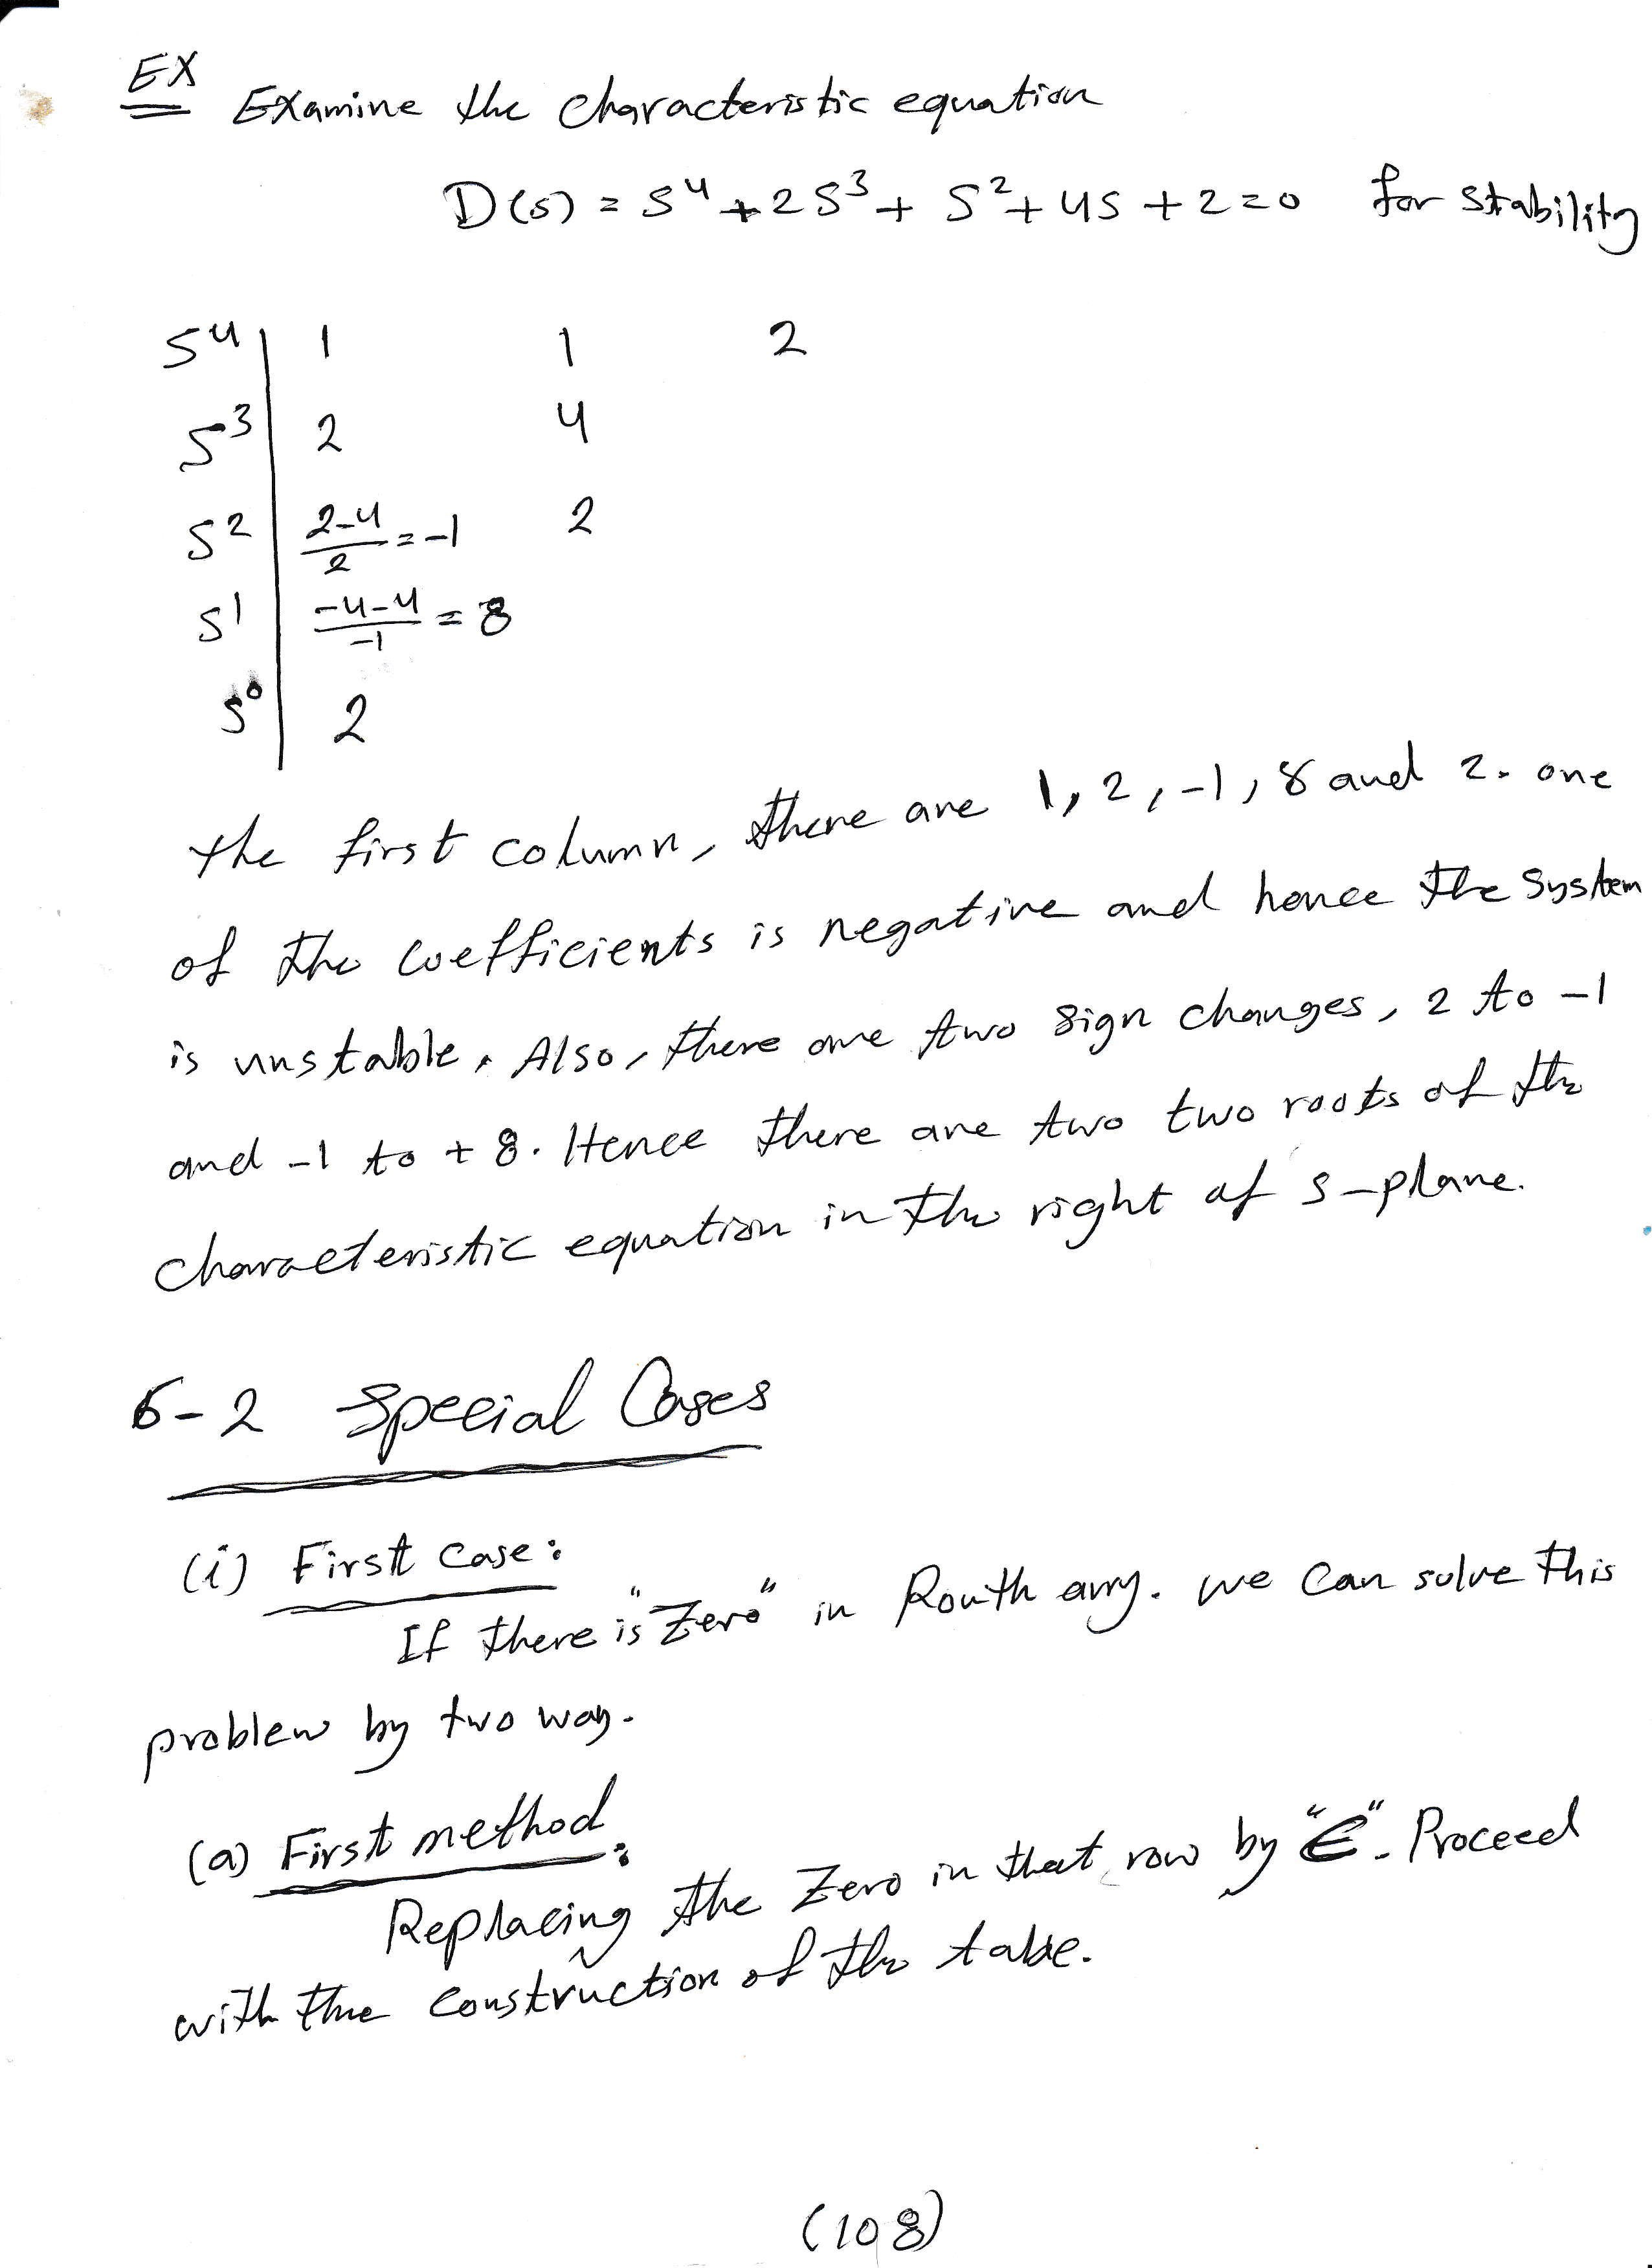 EX
Examine the characteristic equation
D(s) = S⁴ + 2S³ + S² + 4S + 2 = 0 for stability
S⁴ | 1 1 2
S³ | 2 4
S² | (2-4)/2 = -1 2
S¹ | (-4-4)/-1 = 8
S⁰ | 2
the first column, there are 1, 2, -1, 8 and 2. one
of the coefficients is negative and hence the system
is unstable. Also, there are two sign changes, 2 to -1
and -1 to +8. Hence there are two two roots of the
characteristic equation in the right of s-plane.
6-2 Special Cases
(i) First case:
If there is "Zero" in Routh arry. we can solve this
problem by two way.
(a) First method:
Replacing the Zero in that row by "ϵ". Proceed
with the construction of the table.
(108)